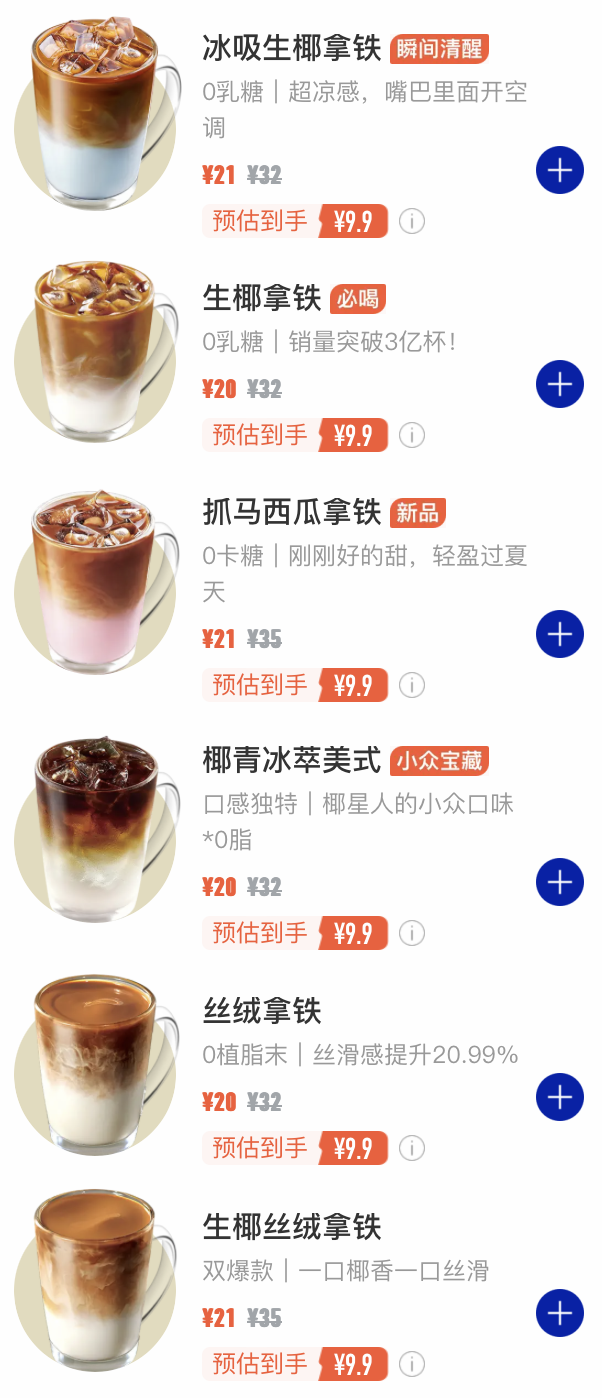 冰吸生椰拿铁 瞬间清醒
0乳糖｜超凉感，嘴巴里面开空
调
¥21 ¥32
预估到手 ¥9.9
生椰拿铁 必喝
0乳糖｜销量突破3亿杯！
¥20 ¥32
预估到手 ¥9.9
抓马西瓜拿铁 新品
0卡糖｜刚刚好的甜，轻盈过夏
天
¥21 ¥35
预估到手 ¥9.9
椰青冰萃美式 小众宝藏
口感独特｜椰星人的小众口味
*0脂
¥20 ¥32
预估到手 ¥9.9
丝绒拿铁
0植脂末｜丝滑感提升20.99%
¥20 ¥32
预估到手 ¥9.9
生椰丝绒拿铁
双爆款｜一口椰香一口丝滑
¥21 ¥35
预估到手 ¥9.9